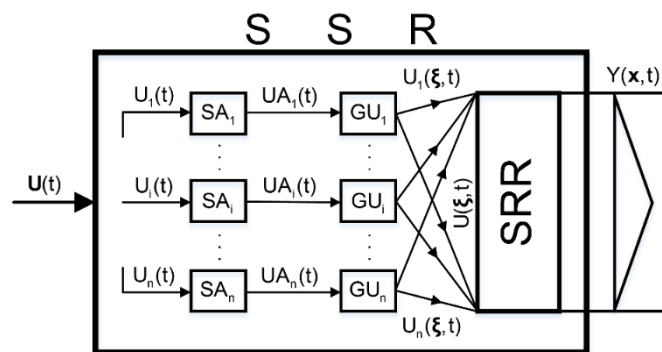 S S R
U₁(ξ,t)
Y(x,t)
U₁(t) UA₁(t)
SA₁ GU₁
U(t)
Uᵢ(t) UAᵢ(t)
SAᵢ GUᵢ
U(ξ,t)
SRR
Uₙ(t) UAₙ(t)
SAₙ GUₙ
Uₙ(ξ,t)